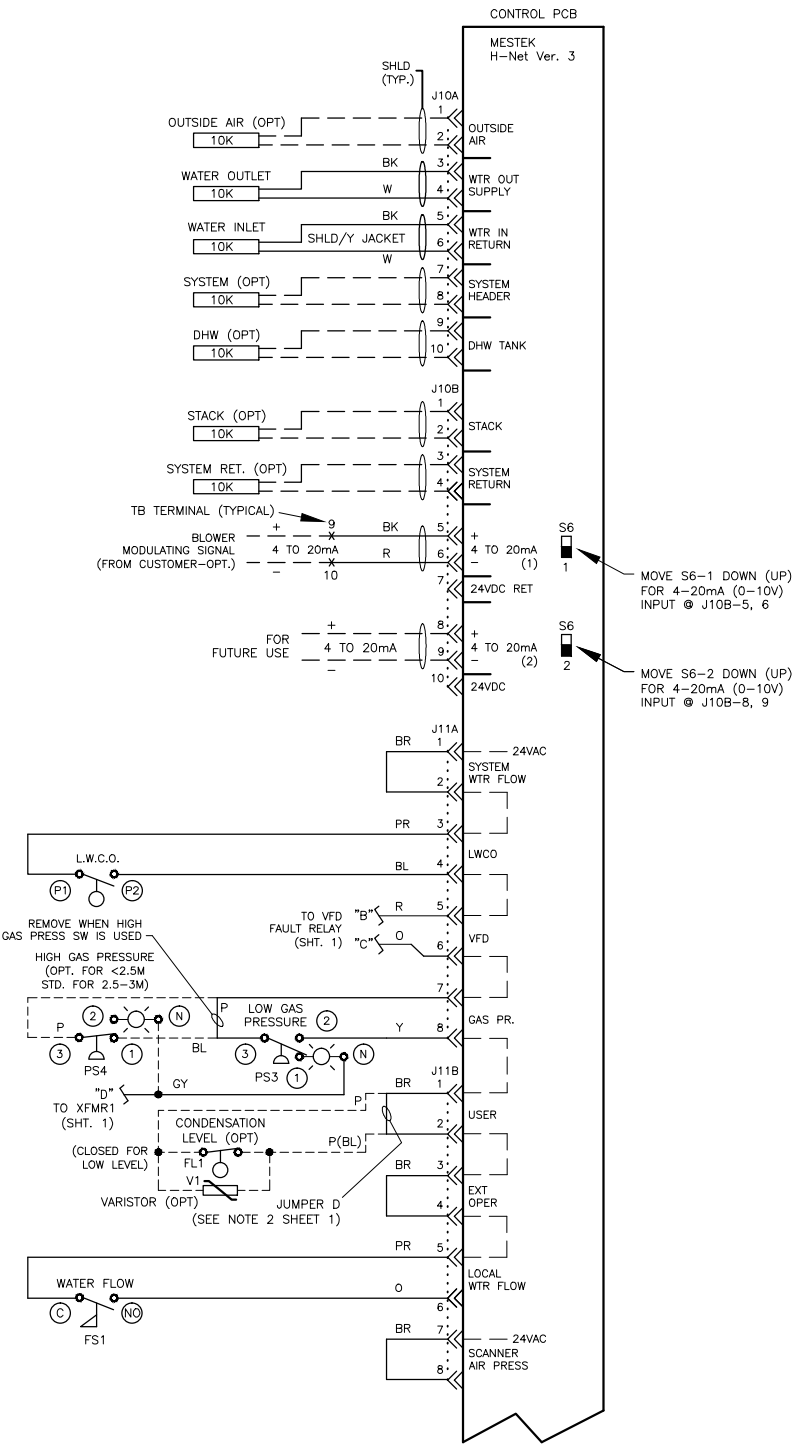 CONTROL PCB
MESTEK
H-Net Ver. 3
SHLD
(TYP.)
J10A
1
OUTSIDE AIR (OPT)
10K
2
OUTSIDE
AIR
BK
3
WATER OUTLET
10K
W
4
WTR OUT
SUPPLY
BK
5
WATER INLET
10K
SHLD/Y JACKET
W
6
WTR IN
RETURN
7
SYSTEM (OPT)
10K
8
SYSTEM
HEADER
9
DHW (OPT)
10K
10
DHW TANK
J10B
1
STACK (OPT)
10K
2
STACK
3
SYSTEM RET. (OPT)
10K
4
SYSTEM
RETURN
TB TERMINAL (TYPICAL)
9
BLOWER
MODULATING SIGNAL
(FROM CUSTOMER-OPT.)
+
4 TO 20mA
−
X
X
10
BK
R
5
6
+
4 TO 20mA
−
(1)
S6
1
MOVE S6-1 DOWN (UP)
FOR 4-20mA (0-10V)
INPUT @ J10B-5, 6
7
24VDC RET
FOR
FUTURE USE
+
4 TO 20mA
−
8
9
+
4 TO 20mA
−
(2)
S6
2
MOVE S6-2 DOWN (UP)
FOR 4-20mA (0-10V)
INPUT @ J10B-8, 9
10
24VDC
J11A
BR
1
24VAC
2
SYSTEM
WTR FLOW
PR
3
L.W.C.O.
P1
P2
BL
4
LWCO
TO VFD
FAULT RELAY
(SHT. 1)
"B"
"C"
R
5
O
6
VFD
REMOVE WHEN HIGH
GAS PRESS SW IS USED
HIGH GAS PRESSURE
(OPT. FOR <2.5M
STD. FOR 2.5-3M)
7
P
P
2
N
3
1
PS4
BL
LOW GAS
PRESSURE
2
3
1
N
PS3
Y
8
GAS PR.
"D"
TO XFMR1
(SHT. 1)
GY
J11B
BR
1
P
USER
CONDENSATION
LEVEL (OPT)
(CLOSED FOR
LOW LEVEL)
FL1
P(BL)
2
V1
VARISTOR (OPT)
JUMPER D
(SEE NOTE 2 SHEET 1)
BR
3
4
EXT
OPER
PR
5
WATER FLOW
C
NO
FS1
O
6
LOCAL
WTR FLOW
BR
7
24VAC
8
SCANNER
AIR PRESS